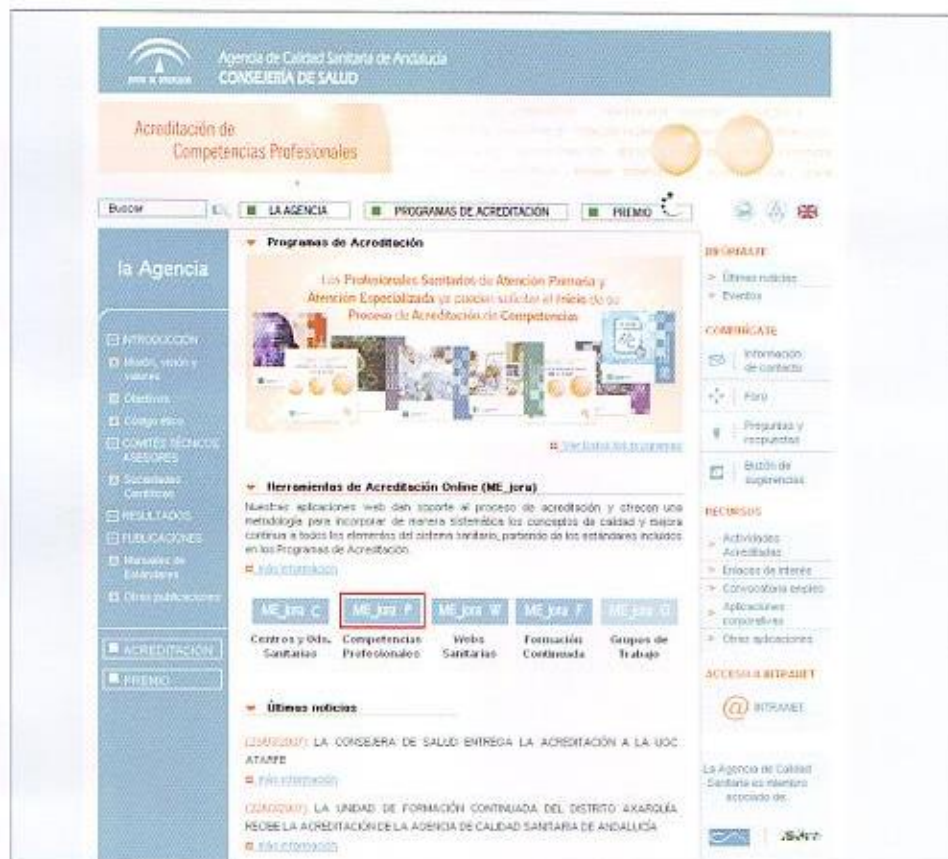 Agencia de Calidad Sanitaria de Andalucía
CONSEJERÍA DE SALUD
JUNTA DE ANDALUCIA
Acreditación de
Competencias Profesionales
Buscar
LA AGENCIA
PROGRAMAS DE ACREDITACIÓN
PREMIO
la Agencia
INTRODUCCIÓN
Misión, visión y
valores
Objetivos
Código ético
COMITÉS TÉCNICOS
ASESORES
Sociedades
Científicas
RESULTADOS
PUBLICACIONES
Manuales de
Estándares
Otras publicaciones
ACREDITACIÓN
PREMIO
Programas de Acreditación
Los Profesionales Sanitarios de Atención Primaria y
Atención Especializada ya pueden solicitar el inicio de su
Proceso de Acreditación de Competencias
Ver todos los programas
Herramientas de Acreditación Online (ME_jora)
Nuestras aplicaciones web dan soporte al proceso de acreditación y ofrecen una
metodología para incorporar de manera sistemática los conceptos de calidad y mejora
continua a todos los elementos del sistema sanitario, partiendo de los estándares incluidos
en los Programas de Acreditación.
más información
ME_jora C
ME_jora P
ME_jora W
ME_jora F
ME_jora G
Centros y Uds.
Sanitarias
Competencias
Profesionales
Webs
Sanitarias
Formación
Continuada
Grupos de
Trabajo
Últimas noticias
LA CONSEJERA DE SALUD ENTREGA LA ACREDITACIÓN A LA UGC
ATARFE
más información
LA UNIDAD DE FORMACIÓN CONTINUADA DEL DISTRITO AXARQUÍA
RECIBE LA ACREDITACIÓN DE LA AGENCIA DE CALIDAD SANITARIA DE ANDALUCÍA
más información
INFÓRMATE
Últimas noticias
Eventos
COMUNÍCATE
Información
de contacto
Foro
Preguntas y
respuestas
Buzón de
sugerencias
RECURSOS
Actividades
Acreditadas
Enlaces de interés
Convocatoria empleo
Aplicaciones
corporativas
Otras aplicaciones
ACCESO A INTRANET
INTRANET
La Agencia de Calidad
Sanitaria es miembro
asociado de: